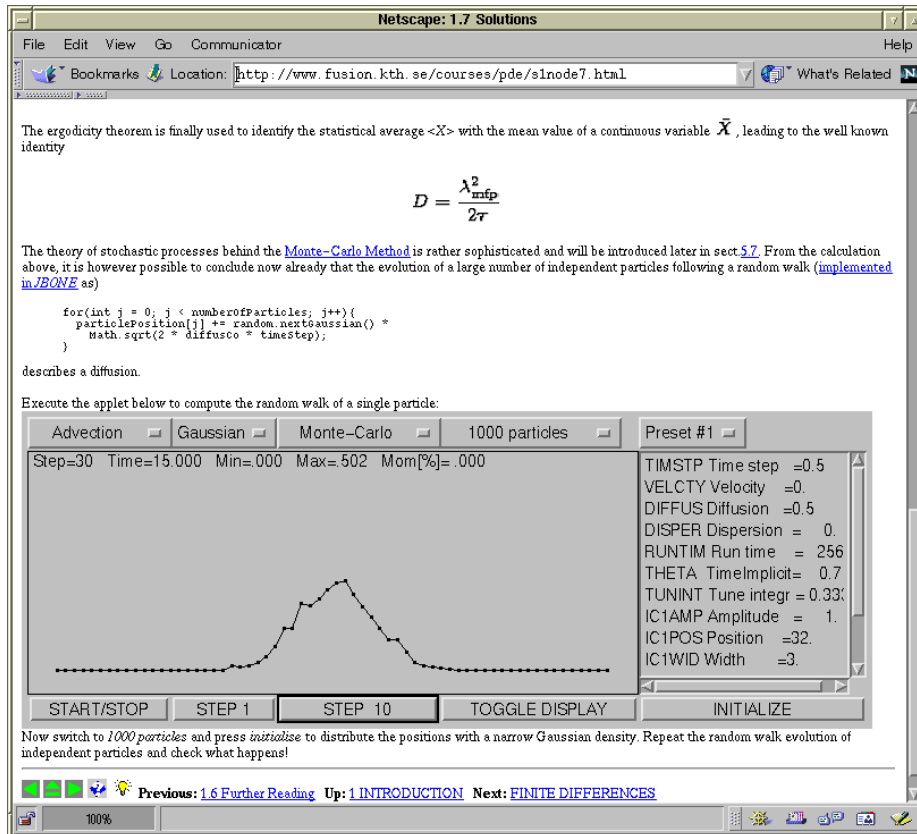 Netscape: 1.7 Solutions
File Edit View Go Communicator Help
Bookmarks Location: http://www.fusion.kth.se/courses/pde/s1node7.html What's Related N
The ergodicity theorem is finally used to identify the statistical average <X> with the mean value of a continuous variable X̄ , leading to the well known
identity
D = λ²mfp / 2τ
The theory of stochastic processes behind the Monte-Carlo Method is rather sophisticated and will be introduced later in sect.5.7. From the calculation
above, it is however possible to conclude now already that the evolution of a large number of independent particles following a random walk (implemented
in JBONE as)
for(int j = 0; j < numberOfParticles; j++){
particlePosition[j] += random.nextGaussian() *
Math.sqrt(2 * diffusCo * timeStep);
}
describes a diffusion.
Execute the applet below to compute the random walk of a single particle:
Advection Gaussian Monte-Carlo 1000 particles Preset #1
Step=30 Time=15.000 Min=.000 Max=.502 Mom[%]= .000
TIMSTP Time step =0.5
VELCTY Velocity =0.
DIFFUS Diffusion =0.5
DISPER Dispersion = 0.
RUNTIM Run time = 256
THETA TimeImplicit= 0.7
TUNINT Tune integr = 0.333
IC1AMP Amplitude = 1.
IC1POS Position =32.
IC1WID Width =3.
START/STOP STEP 1 STEP 10 TOGGLE DISPLAY INITIALIZE
Now switch to 1000 particles and press initialise to distribute the positions with a narrow Gaussian density. Repeat the random walk evolution of
independent particles and check what happens!
Previous: 1.6 Further Reading Up: 1 INTRODUCTION Next: FINITE DIFFERENCES
100%